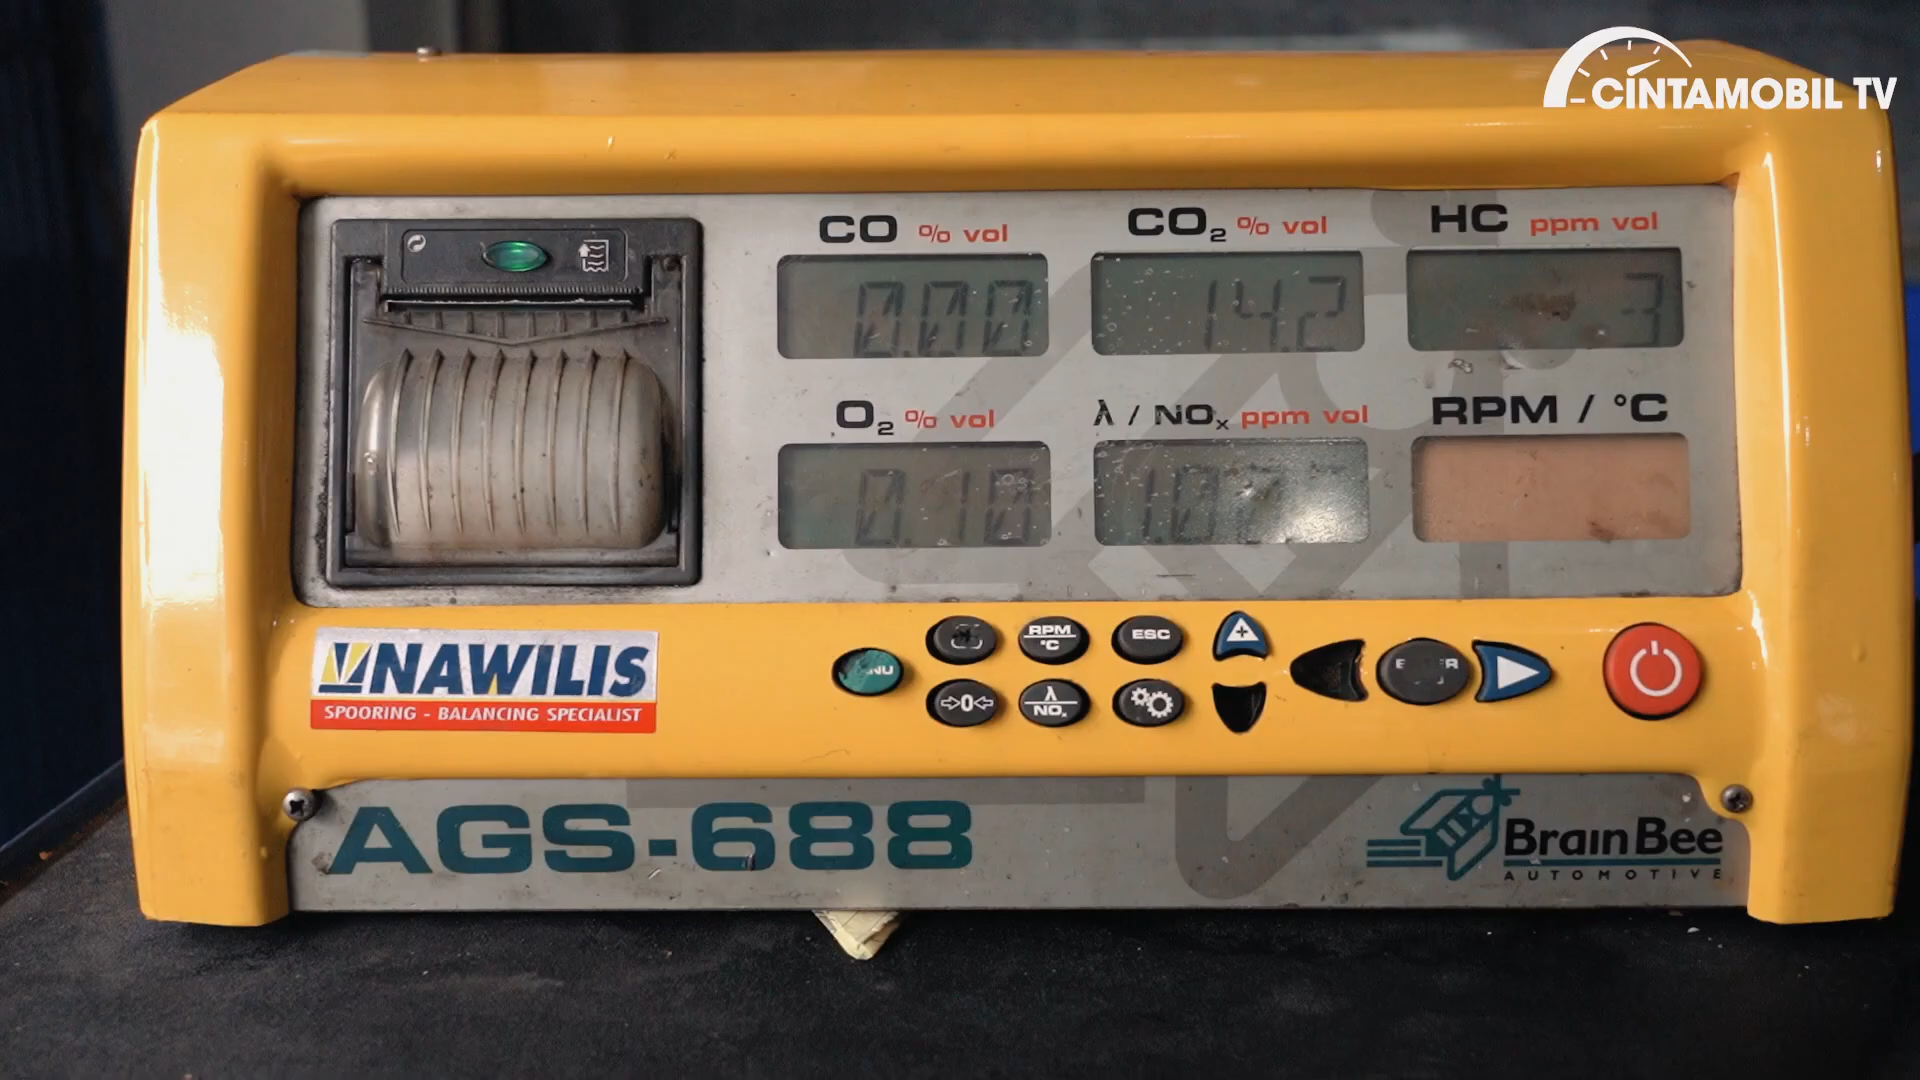 CINTAMOBIL TV
CO % vol
CO₂ % vol
HC ppm vol
0.00
14.2
3
O₂ % vol
λ / NOₓ ppm vol
RPM / °C
0.10
NAWILIS
SPOORING - BALANCING SPECIALIST
RPM
°C
ESC
+
0
λ
NOₓ
AGS-688
BrainBee
AUTOMOTIVE